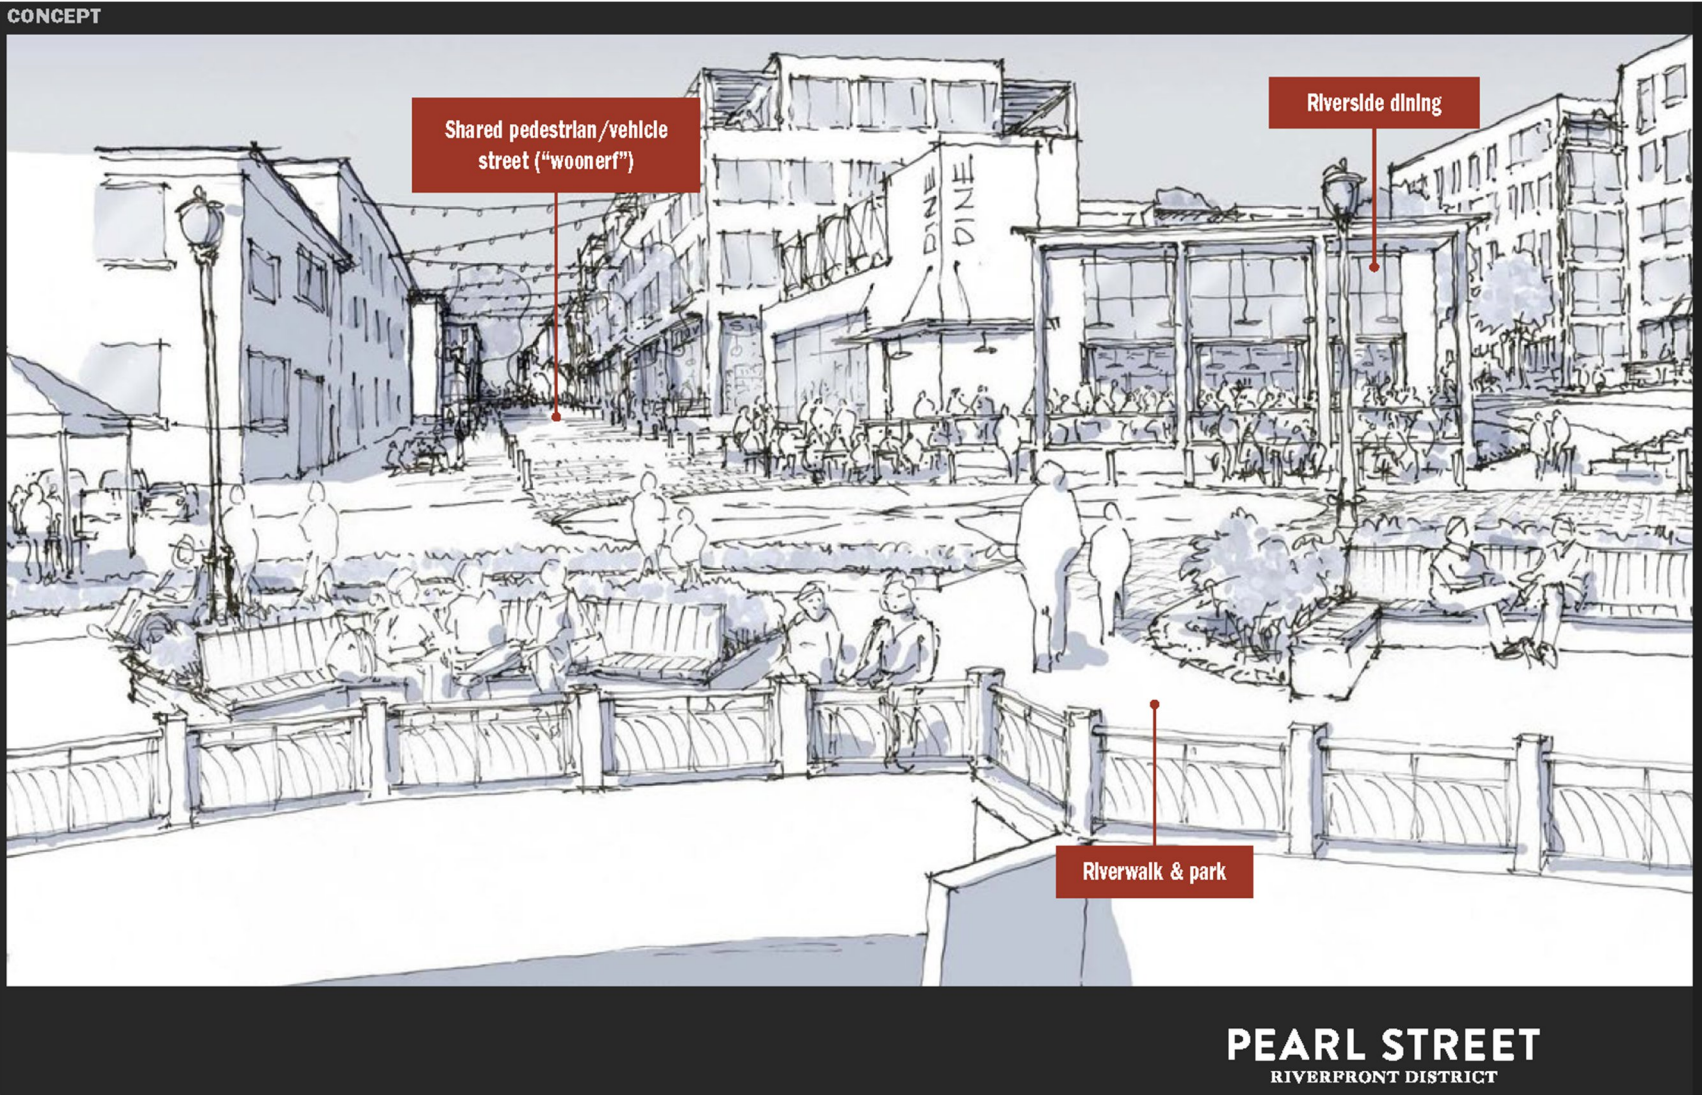 CONCEPT
Shared pedestrian/vehicle
street (“woonerf”)
Riverside dining
DINE
DINE
Riverwalk & park
PEARL STREET
RIVERFRONT DISTRICT